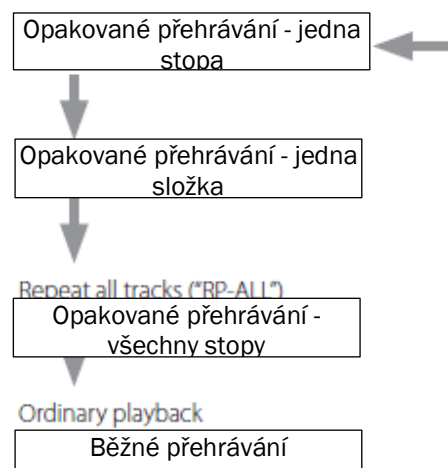 Opakované přehrávání - jedna
stopa
Opakované přehrávání - jedna
složka
Repeat all tracks ("RP-ALL")
Opakované přehrávání -
všechny stopy
Ordinary playback
Běžné přehrávání